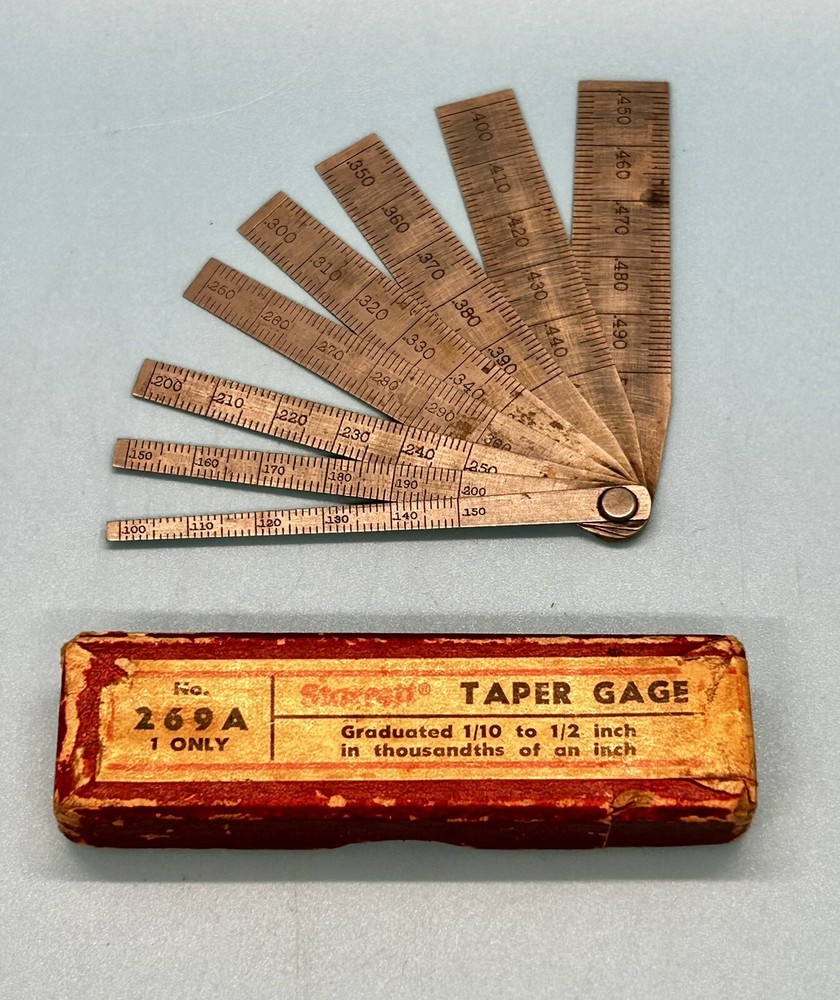 .450 .460 .470 .480 .490
.400 .410 .420 .430 .440
.350 .360 .370 .380 .390
.300 .310 .320 .330 .340
.250 .260 .270 .280 .290 .300
.200 .210 .220 .230 .240 .250
.150 .160 .170 .180 .190 .200
.100 .110 .120 .130 .140 .150
No.
269A
1 ONLY
Starrett® TAPER GAGE
Graduated 1/10 to 1/2 inch
in thousandths of an inch